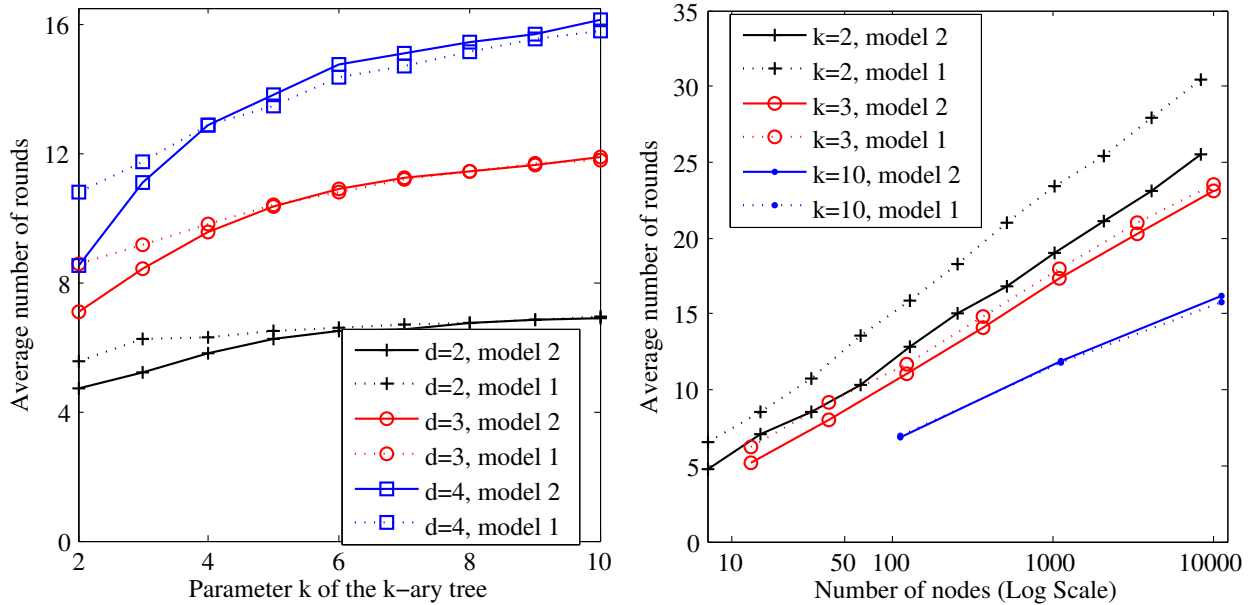 16
12
8
4
0
2
4
6
8
10
Average number of rounds
Parameter k of the k-ary tree
d=2, model 2
d=2, model 1
d=3, model 2
d=3, model 1
d=4, model 2
d=4, model 1
35
30
25
20
15
10
5
0
10
50
100
500
1000
10000
Average number of rounds
Number of nodes (Log Scale)
k=2, model 2
k=2, model 1
k=3, model 2
k=3, model 1
k=10, model 2
k=10, model 1